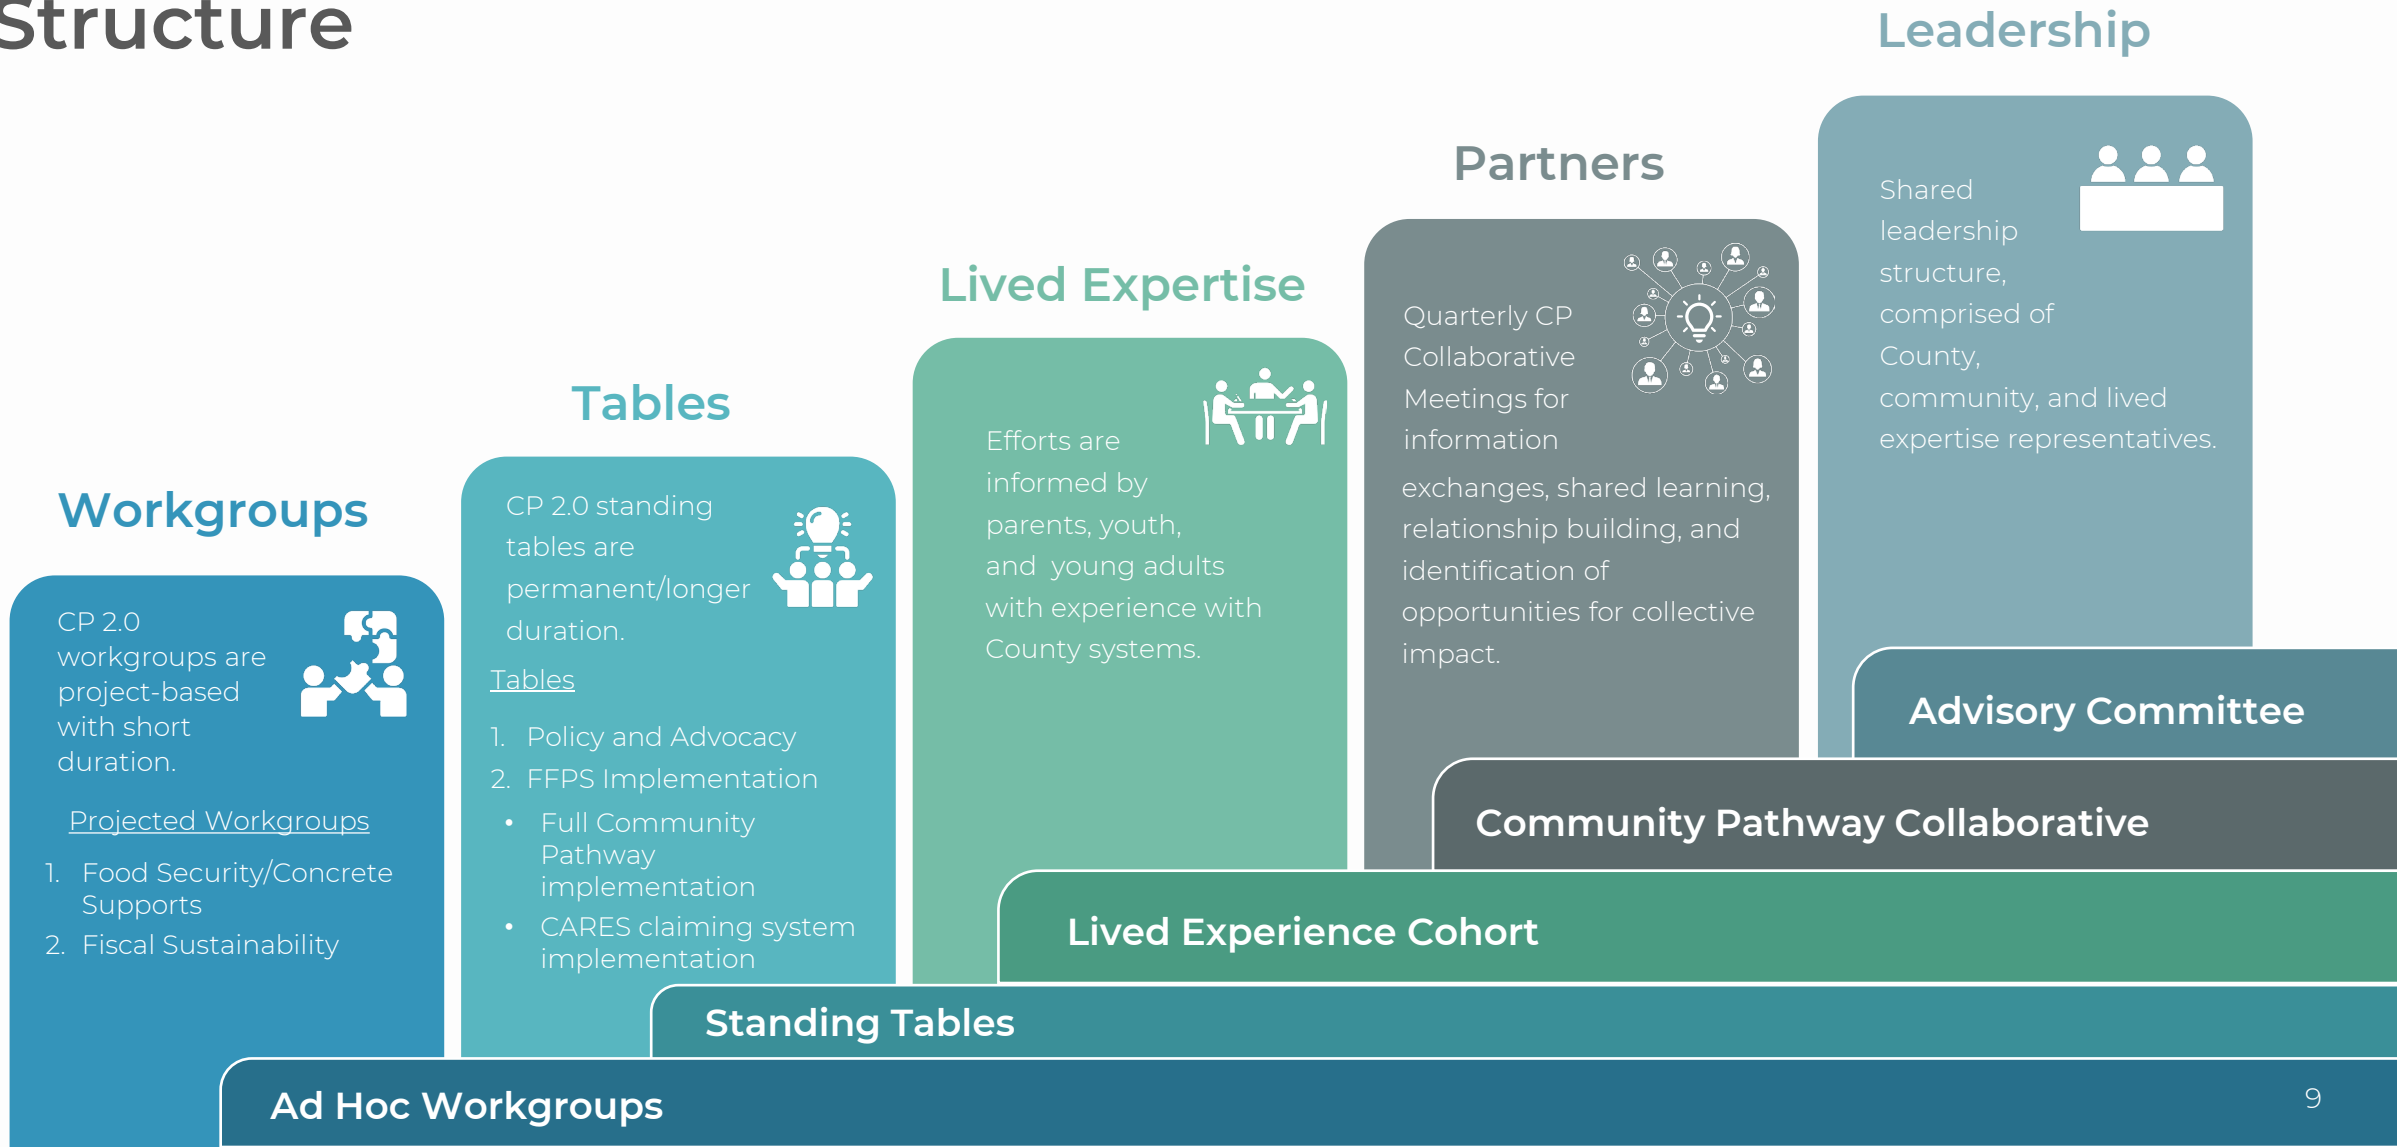 Structure
Workgroups
CP 2.0
workgroups are
project-based
with short
duration.
Projected Workgroups
1. Food Security/Concrete
Supports
2. Fiscal Sustainability
Ad Hoc Workgroups
Tables
CP 2.0 standing
tables are
permanent/longer
duration.
Tables
1. Policy and Advocacy
2. FFPS Implementation
• Full Community
Pathway
implementation
• CARES claiming system
implementation
Standing Tables
Lived Expertise
Efforts are
informed by
parents, youth,
and  young adults
with experience with
County systems.
Lived Experience Cohort
Partners
Quarterly CP
Collaborative
Meetings for
information
exchanges, shared learning,
relationship building, and
identification of
opportunities for collective
impact.
Community Pathway Collaborative
Leadership
Shared
leadership
structure,
comprised of
County,
community, and lived
expertise representatives.
Advisory Committee
9